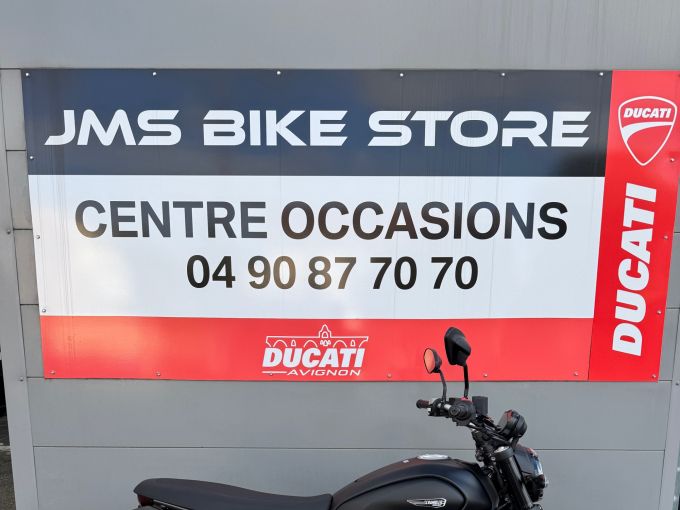 JMS BIKE STORE
CENTRE OCCASIONS
04 90 87 70 70
DUCATI
AVIGNON
DUCATI
DUCATI